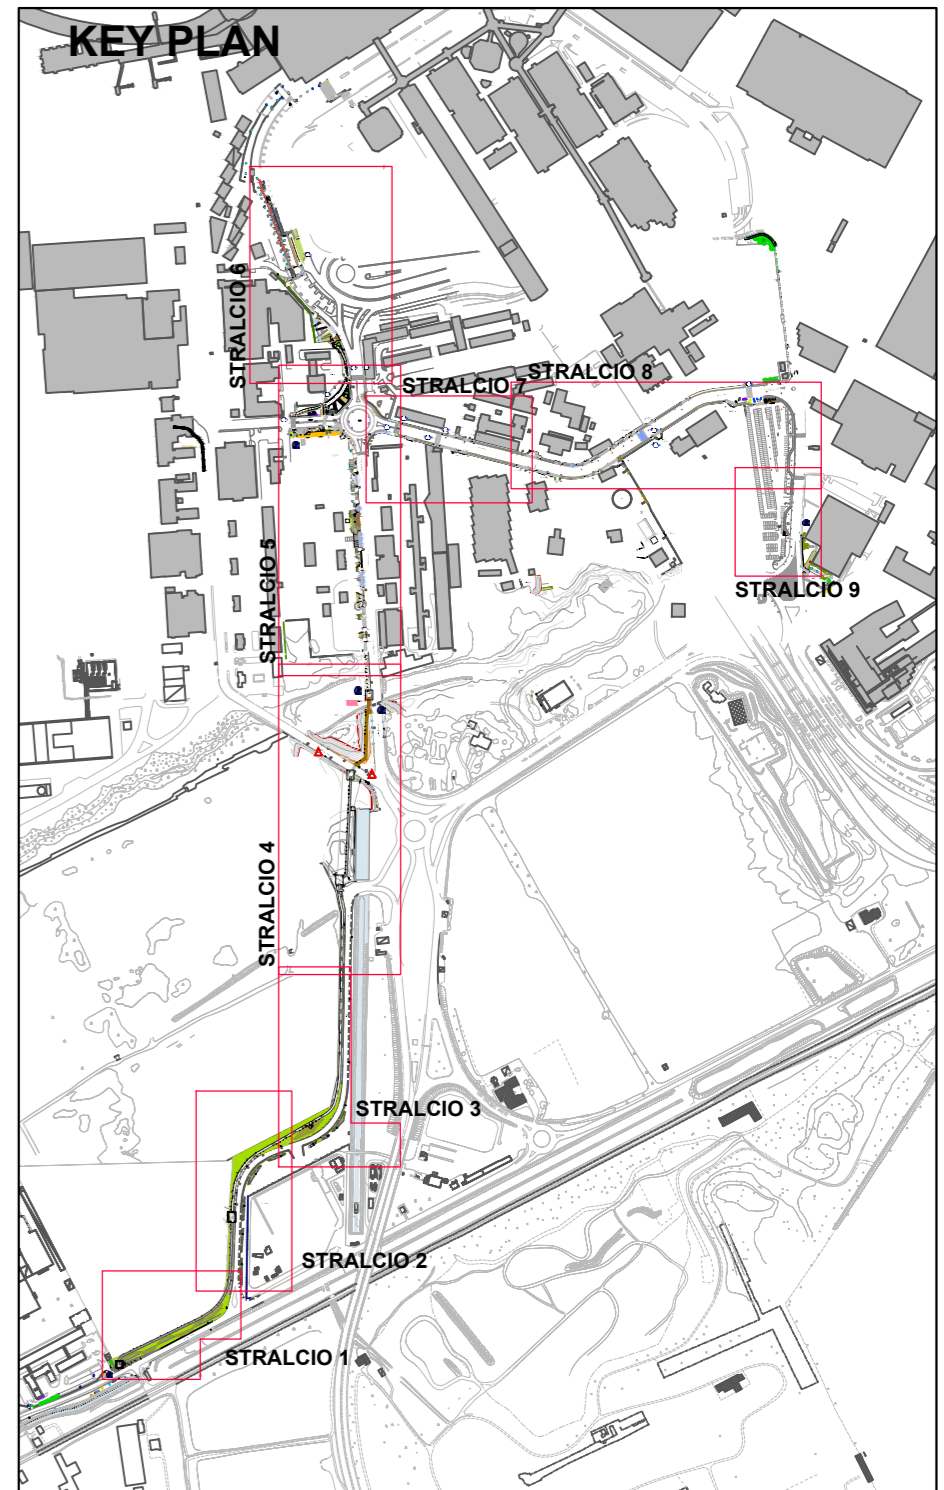 KEY PLAN
STRALCIO 6
STRALCIO 7
STRALCIO 8
STRALCIO 5
STRALCIO 9
STRALCIO 4
STRALCIO 3
STRALCIO 2
STRALCIO 1